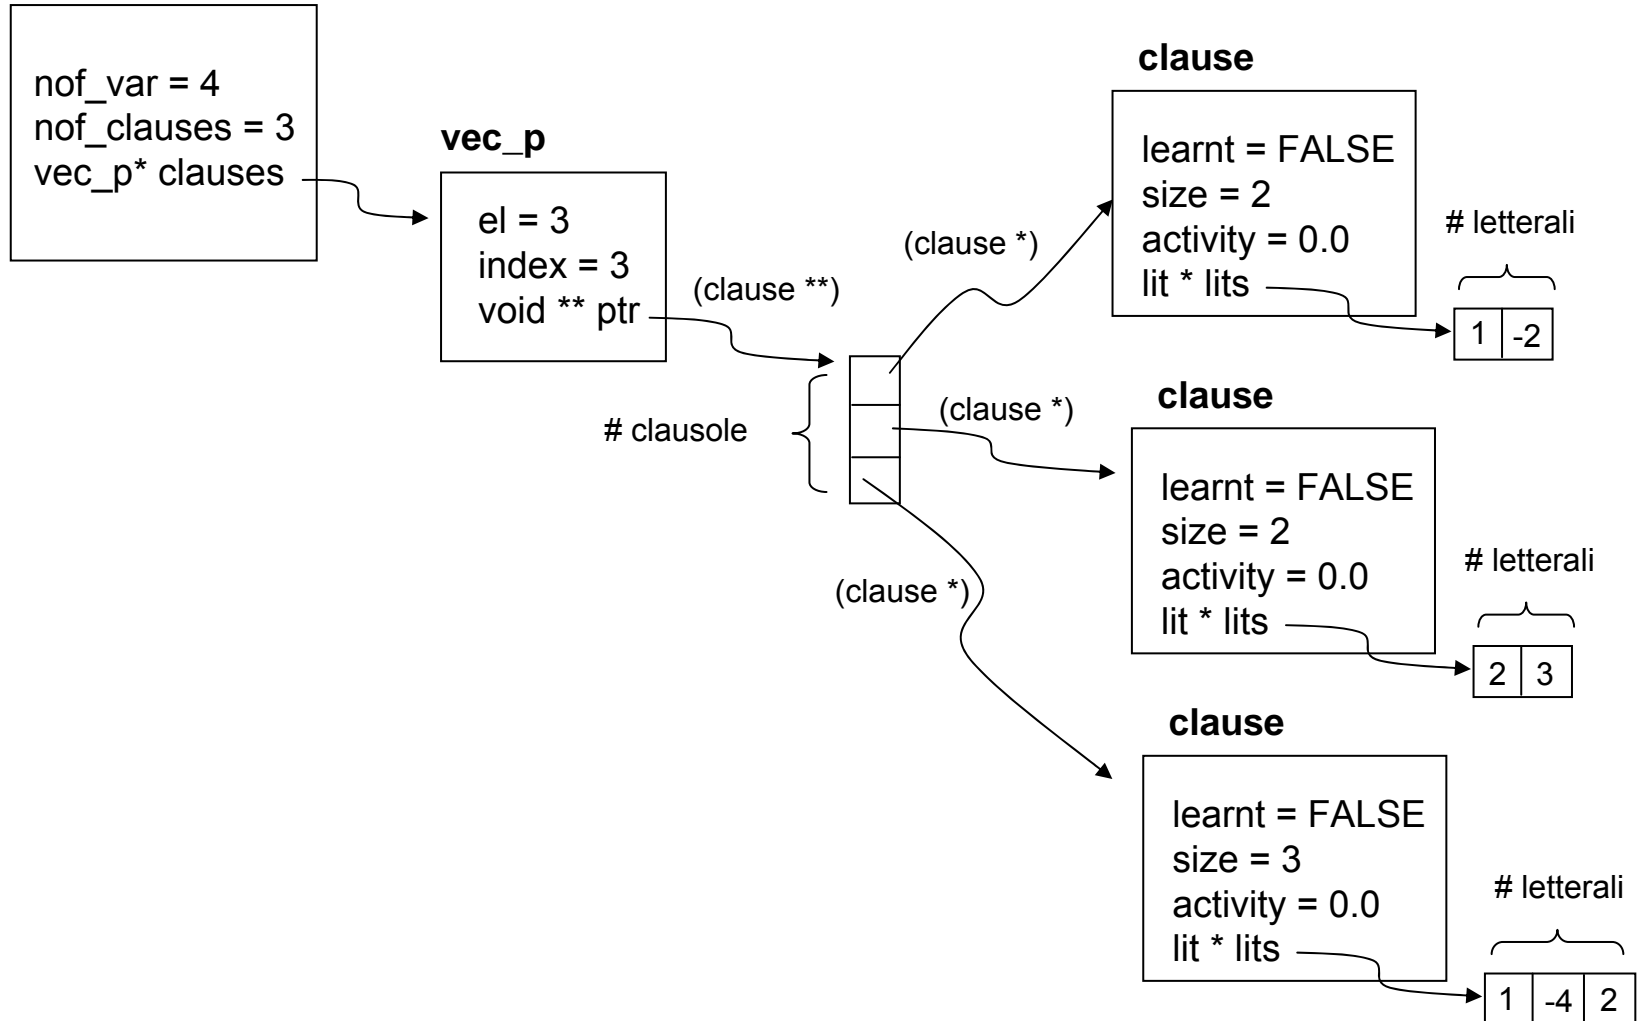 nof_var = 4
nof_clauses = 3
vec_p* clauses
vec_p
el = 3
index = 3
void ** ptr
(clause **)
# clausole
(clause *)
(clause *)
(clause *)
clause
learnt = FALSE
size = 2
activity = 0.0
lit * lits
# letterali
1 -2
clause
learnt = FALSE
size = 2
activity = 0.0
lit * lits
# letterali
2 3
clause
learnt = FALSE
size = 3
activity = 0.0
lit * lits
# letterali
1 -4 2